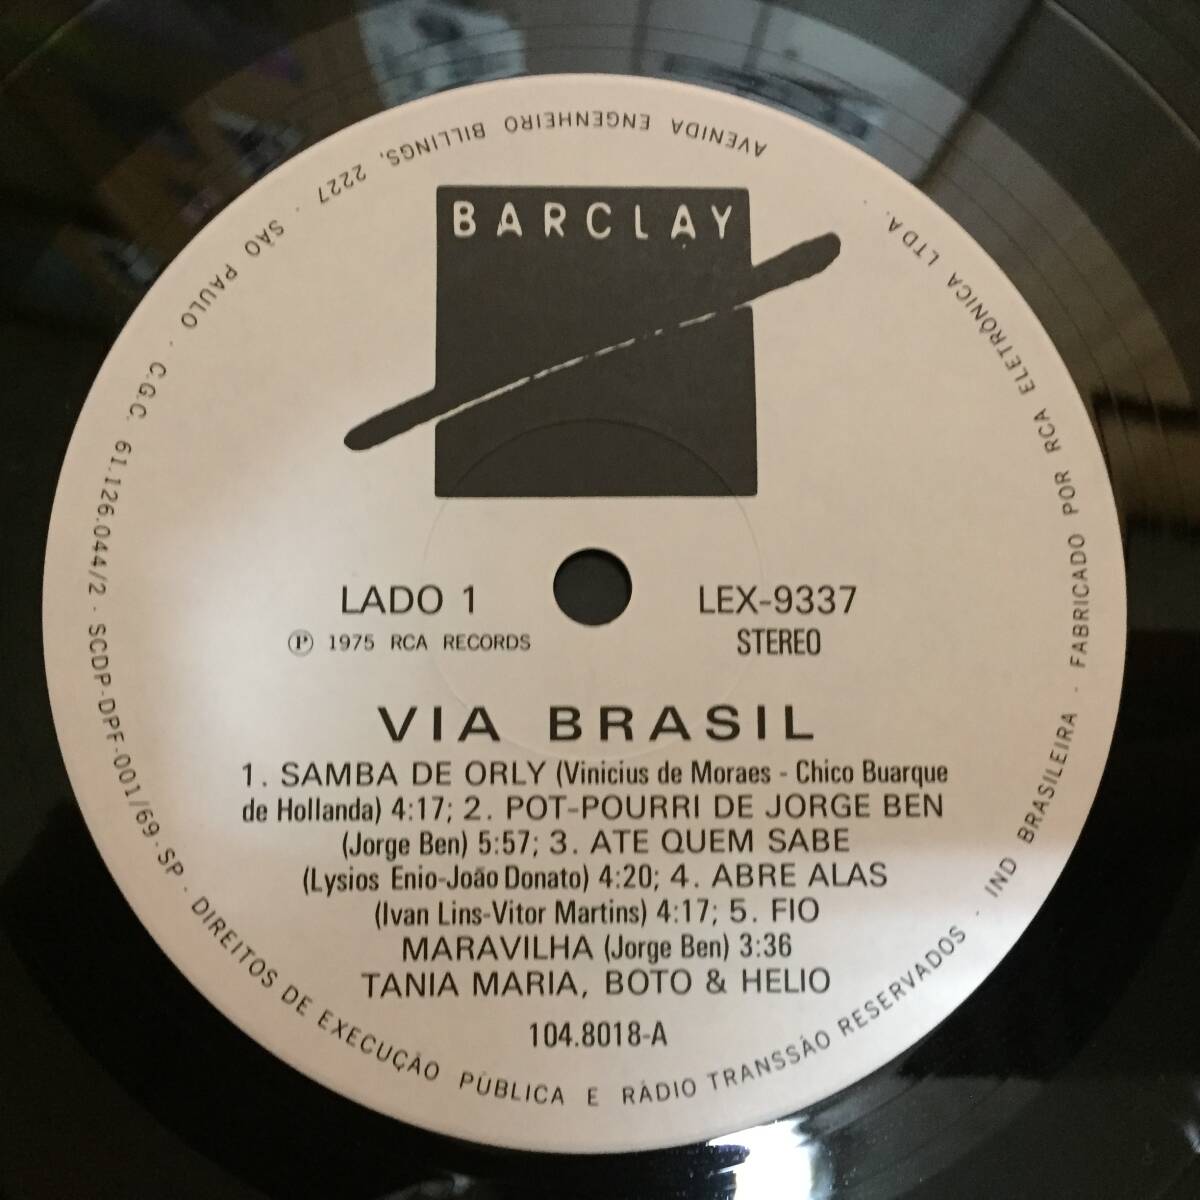 BARCLAY
LADO 1
LEX-9337
℗ 1975 RCA RECORDS
STEREO
VIA BRASIL
1. SAMBA DE ORLY (Vinicius de Moraes - Chico Buarque
de Hollanda) 4:17; 2. POT-POURRI DE JORGE BEN
(Jorge Ben) 5:57; 3. ATE QUEM SABE
(Lysios Enio-João Donato) 4:20; 4. ABRE ALAS
(Ivan Lins-Vitor Martins) 4:17; 5. FIO
MARAVILHA (Jorge Ben) 3:36
TANIA MARIA, BOTO & HELIO
104.8018-A
FABRICADO POR RCA ELETRÔNICA LTDA. AVENIDA ENGENHEIRO BILLINGS, 2227 · SÃO PAULO · C.G.C. 61.126.044/2 · SCDP-DPF-001/69-SP · DIREITOS DE EXECUÇÃO PÚBLICA E RÁDIO TRANSSÃO RESERVADOS · IND BRASILEIRA ·